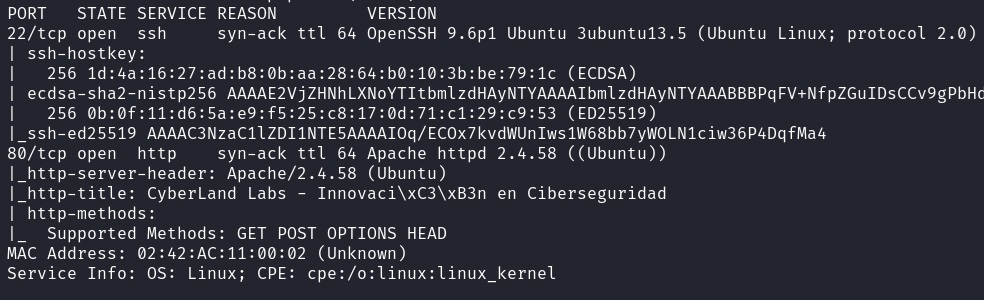 PORT   STATE SERVICE REASON         VERSION
22/tcp open  ssh     syn-ack ttl 64 OpenSSH 9.6p1 Ubuntu 3ubuntu13.5 (Ubuntu Linux; protocol 2.0)
| ssh-hostkey:
|   256 1d:4a:16:27:ad:b8:0b:aa:28:64:b0:10:3b:be:79:1c (ECDSA)
| ecdsa-sha2-nistp256 AAAAE2VjZHNhLXNoYTItbmlzdHAyNTYAAAAIbmlzdHAyNTYAAABBBPqFV+NfpZGuIDsCCv9gPbHd
|   256 0b:0f:11:d6:5a:e9:f5:25:c8:17:0d:71:c1:29:c9:53 (ED25519)
|_ssh-ed25519 AAAAC3NzaC1lZDI1NTE5AAAAIOq/ECOx7kvdWUnIws1W68bb7yWOLN1ciw36P4DqfMa4
80/tcp open  http    syn-ack ttl 64 Apache httpd 2.4.58 ((Ubuntu))
|_http-server-header: Apache/2.4.58 (Ubuntu)
|_http-title: CyberLand Labs - Innovaci\xC3\xB3n en Ciberseguridad
| http-methods:
|_  Supported Methods: GET POST OPTIONS HEAD
MAC Address: 02:42:AC:11:00:02 (Unknown)
Service Info: OS: Linux; CPE: cpe:/o:linux:linux_kernel